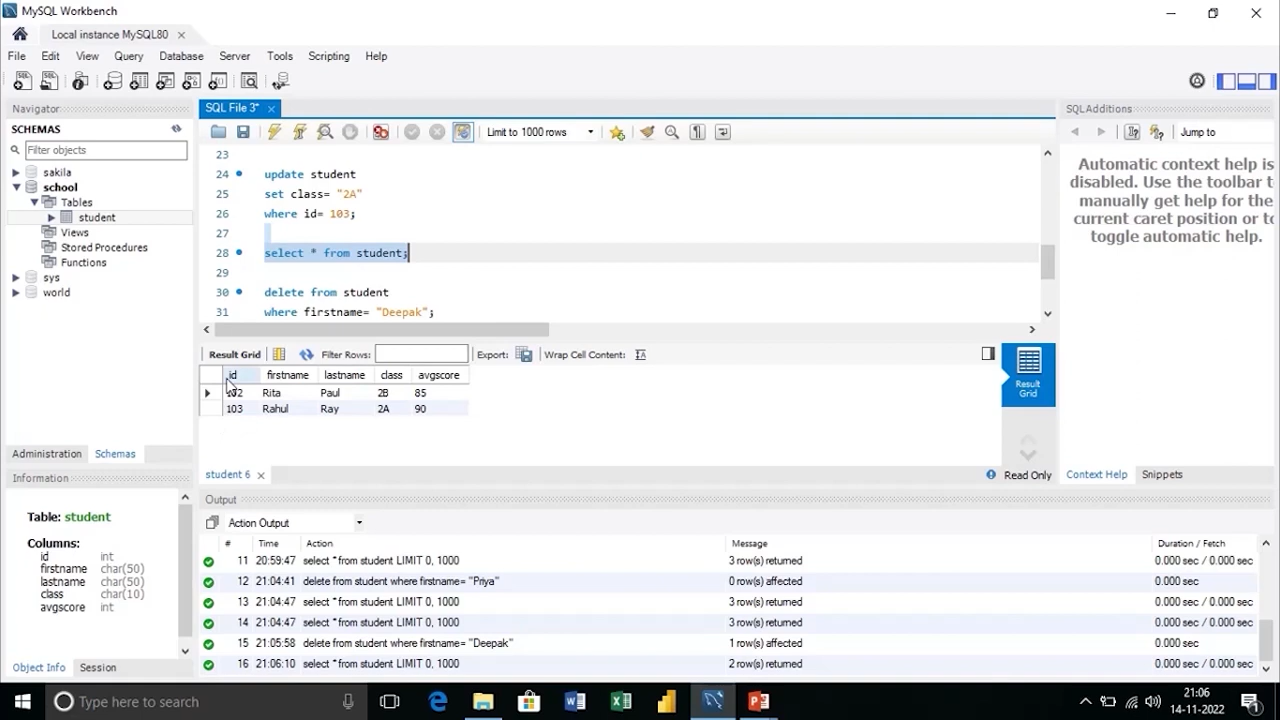 MySQL Workbench
Local instance MySQL80
File Edit View Query Database Server Tools Scripting Help
Navigator
SCHEMAS
Filter objects
sakila
school
Tables
student
Views
Stored Procedures
Functions
sys
world
Administration Schemas
Information
Table: student
Columns:
id int
firstname char(50)
lastname char(50)
class char(10)
avgscore int
Object Info Session
SQL File 3*
Limit to 1000 rows
23
24 update student
25 set class= "2A"
26 where id= 103;
27
28 select * from student;
29
30 delete from student
31 where firstname= "Deepak";
Result Grid Filter Rows: Export: Wrap Cell Content:
id firstname lastname class avgscore
Rita Paul 2B 85
103 Rahul Ray 2A 90
Result
Grid
student 6
Read Only
SQLAdditions
Jump to
Automatic context help is
disabled. Use the toolbar t
manually get help for the
current caret position or to
toggle automatic help.
Context Help Snippets
Output
Action Output
# Time Action Message Duration / Fetch
11 20:59:47 select * from student LIMIT 0, 1000 3 row(s) returned 0.000 sec / 0.000 sec
12 21:04:41 delete from student where firstname= "Priya" 0 row(s) affected 0.000 sec
13 21:04:47 select * from student LIMIT 0, 1000 3 row(s) returned 0.000 sec / 0.000 sec
14 21:04:47 select * from student LIMIT 0, 1000 3 row(s) returned 0.000 sec / 0.000 sec
15 21:05:58 delete from student where firstname= "Deepak" 1 row(s) affected 0.000 sec
16 21:06:10 select * from student LIMIT 0, 1000 2 row(s) returned 0.000 sec / 0.000 sec
Type here to search
21:06
14-11-2022